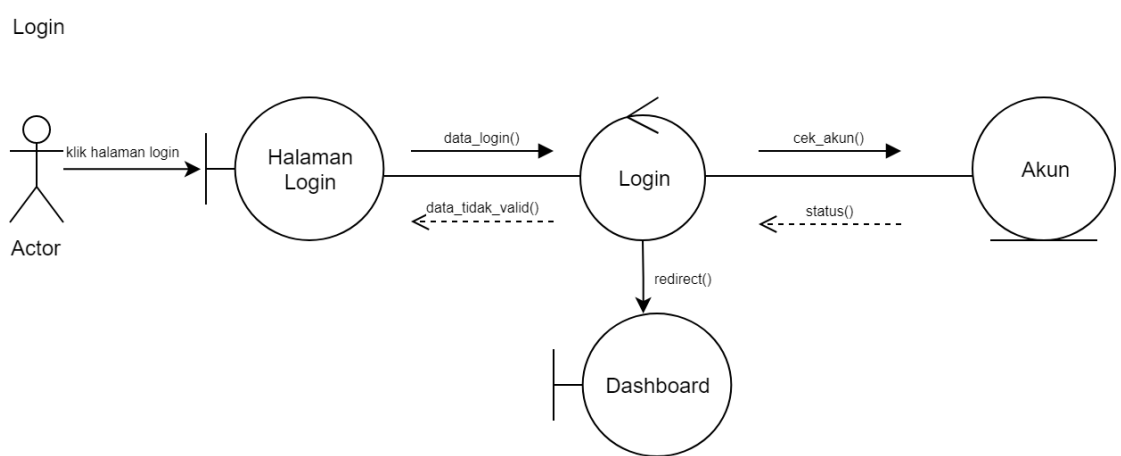 Login
klik halaman login
Actor
Halaman
Login
data_login()
data_tidak_valid()
Login
cek_akun()
status()
Akun
redirect()
Dashboard